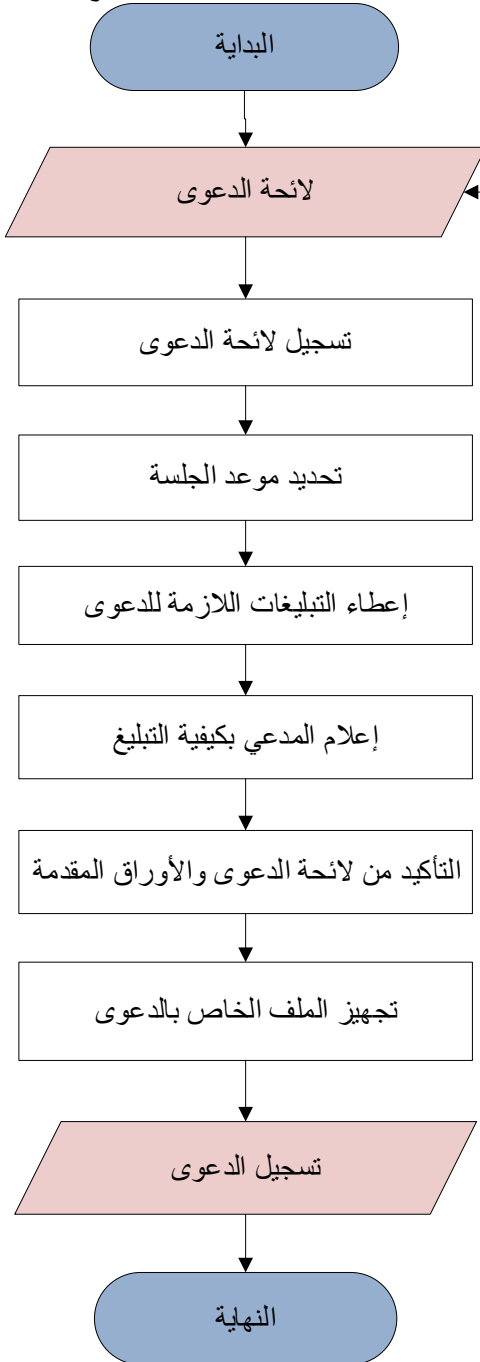 البداية
لائحة الدعوى
تسجيل لائحة الدعوى
تحديد موعد الجلسة
إعطاء التبليغات اللازمة للدعوى
إعلام المدعي بكيفية التبليغ
التأكيد من لائحة الدعوى والأوراق المقدمة
تجهيز الملف الخاص بالدعوى
تسجيل الدعوى
النهاية